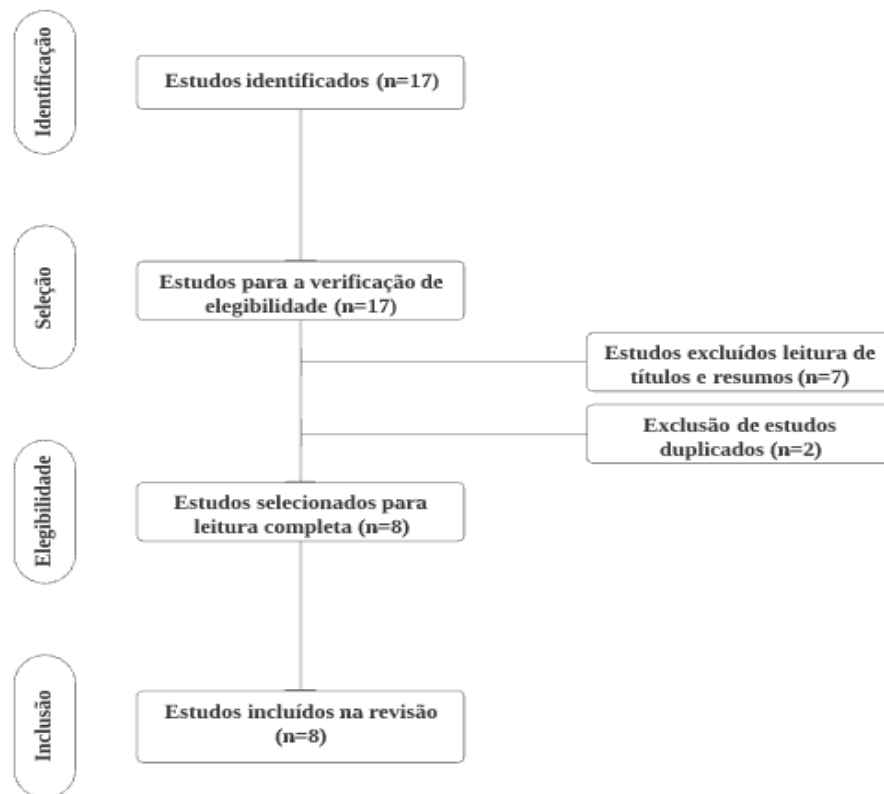 Identificação
Estudos identificados (n=17)
Seleção
Estudos para a verificação de
elegibilidade (n=17)
Estudos excluídos leitura de
títulos e resumos (n=7)
Exclusão de estudos
duplicados (n=2)
Elegibilidade
Estudos selecionados para
leitura completa (n=8)
Inclusão
Estudos incluídos na revisão
(n=8)